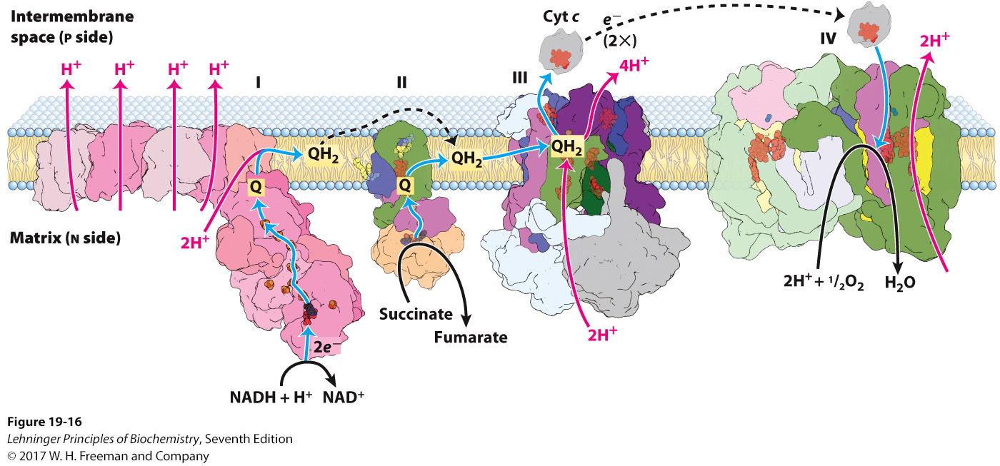 Intermembrane
space (P side)
Cyt c
e⁻
(2×)
IV
2H⁺
H⁺
H⁺
H⁺
H⁺
I
II
III
4H⁺
QH₂
QH₂
QH₂
Q
Q
Matrix (N side)
2H⁺
2H⁺ + 1/2O₂
H₂O
Succinate
Fumarate
2H⁺
2e⁻
NADH + H⁺
NAD⁺
Figure 19-16
Lehninger Principles of Biochemistry, Seventh Edition
© 2017 W. H. Freeman and Company